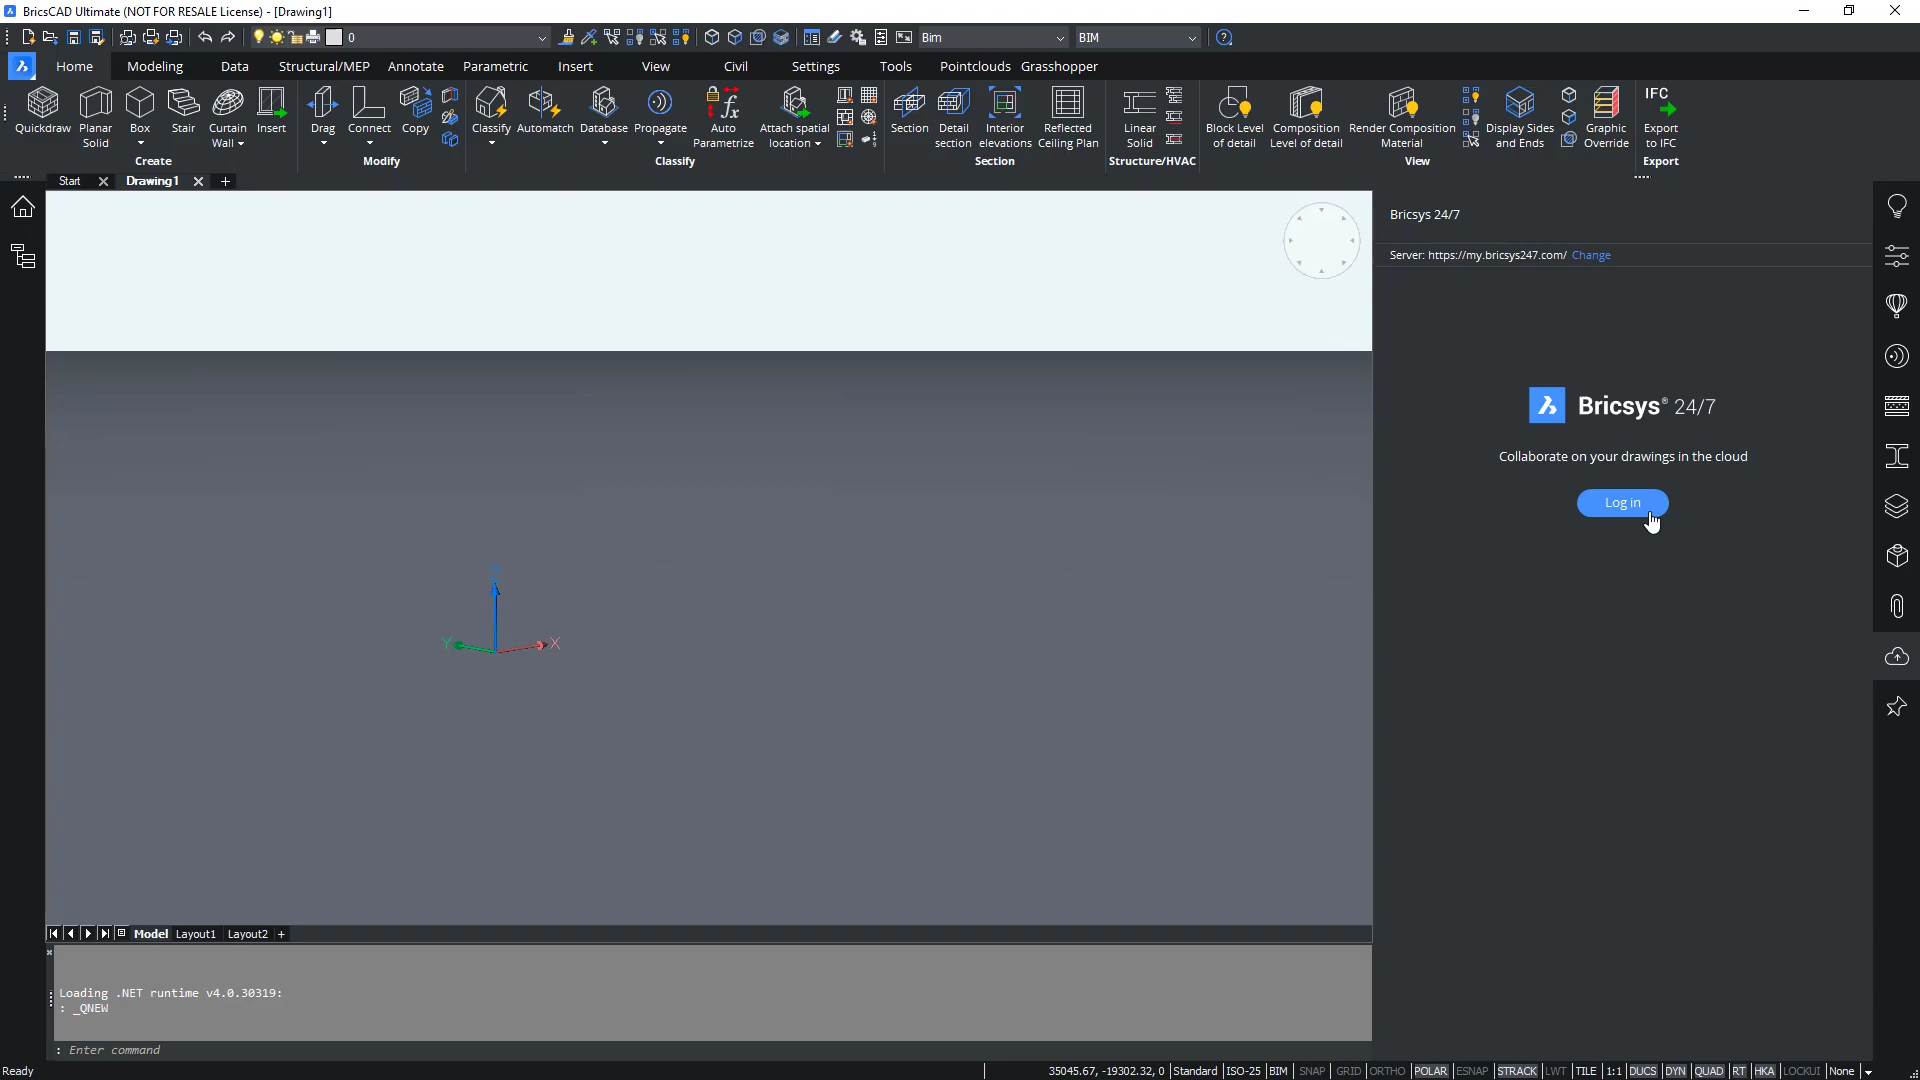 BricsCAD Ultimate (NOT FOR RESALE License) - [Drawing1]
0
Bim
BIM
Home
Modeling
Data
Structural/MEP
Annotate
Parametric
Insert
View
Civil
Settings
Tools
Pointclouds
Grasshopper
Quickdraw
Planar
Solid
Box
Stair
Curtain
Wall
Insert
Create
Drag
Connect
Copy
Modify
Classify
Automatch
Database
Propagate
Auto
Parametrize
Attach spatial
location
Classify
Section
Detail
section
Interior
elevations
Reflected
Ceiling Plan
Section
Linear
Solid
Structure/HVAC
Block Level
of detail
Composition
Level of detail
Render Composition
Material
Display Sides
and Ends
Graphic
Override
View
IFC
Export
to IFC
Export
Start
Drawing1
Bricsys 24/7
Server: https://my.bricsys247.com/ Change
Bricsys® 24/7
Collaborate on your drawings in the cloud
Log in
Z
Y
X
Model
Layout1
Layout2
Loading .NET runtime v4.0.30319:
: _QNEW
: Enter command
Ready
35045.67, -19302.32, 0
Standard
ISO-25
BIM
SNAP
GRID
ORTHO
POLAR
ESNAP
STRACK
LWT
TILE
1:1
DUCS
DYN
QUAD
RT
HKA
LOCKUI
None